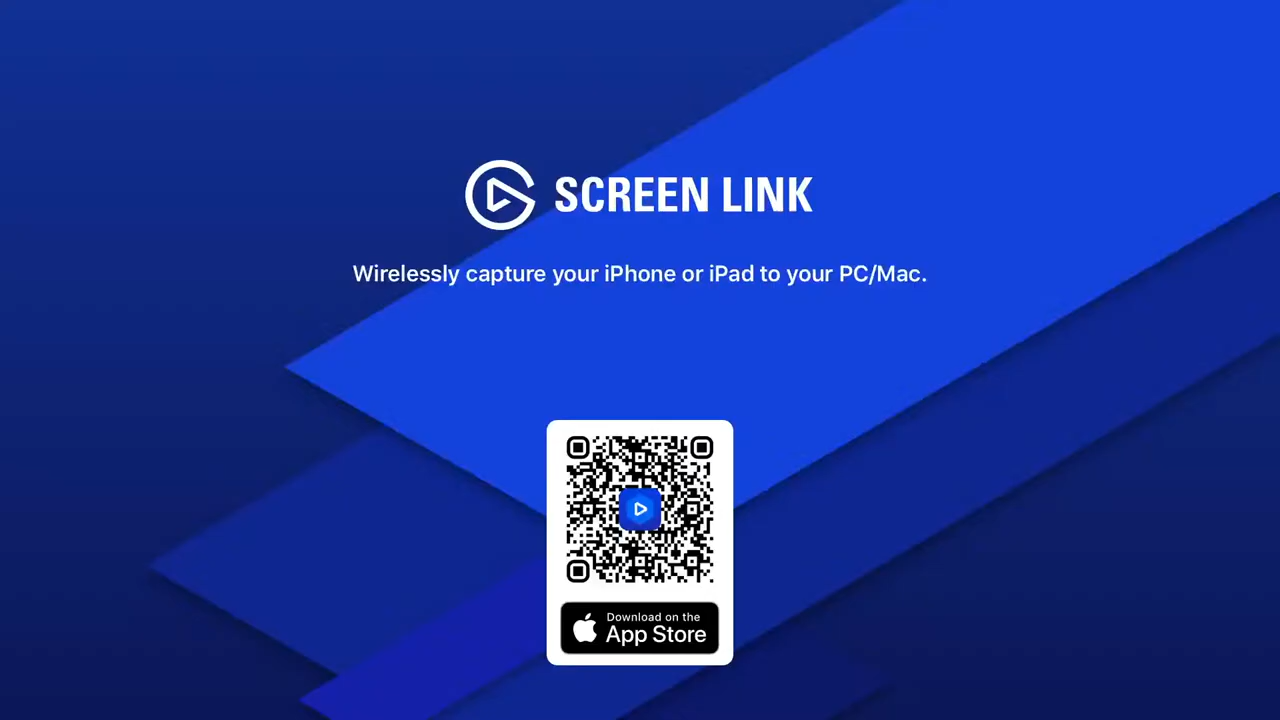 SCREEN LINK
Wirelessly capture your iPhone or iPad to your PC/Mac.
Download on the
App Store